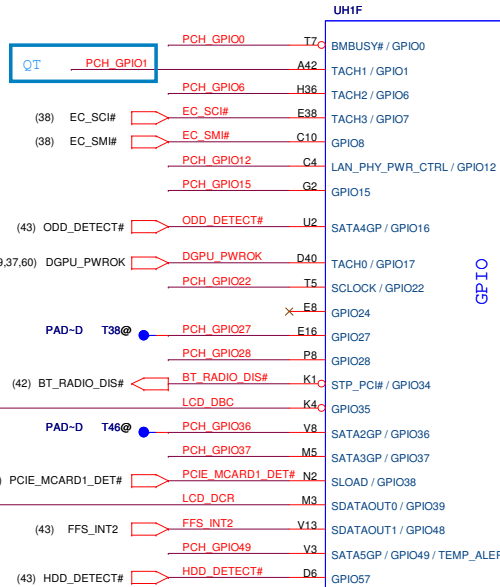 UH1F
PCH_GPIO0 T7 BMBUSY# / GPIO0
QT PCH_GPIO1 A42 TACH1 / GPIO1
PCH_GPIO6 H36 TACH2 / GPIO6
(38) EC_SCI# EC_SCI# E38 TACH3 / GPIO7
(38) EC_SMI# EC_SMI# C10 GPIO8
PCH_GPIO12 C4 LAN_PHY_PWR_CTRL / GPIO12
PCH_GPIO15 G2 GPIO15
(43) ODD_DETECT# ODD_DETECT# U2 SATA4GP / GPIO16
9,37,60) DGPU_PWROK DGPU_PWROK D40 TACH0 / GPIO17
PCH_GPIO22 T5 SCLOCK / GPIO22
GPIO
E8 GPIO24
PAD~D T38@ PCH_GPIO27 E16 GPIO27
PCH_GPIO28 P8 GPIO28
(42) BT_RADIO_DIS# BT_RADIO_DIS# K1 STP_PCI# / GPIO34
LCD_DBC K4 GPIO35
PAD~D T46@ PCH_GPIO36 V8 SATA2GP / GPIO36
PCH_GPIO37 M5 SATA3GP / GPIO37
) PCIE_MCARD1_DET# PCIE_MCARD1_DET# N2 SLOAD / GPIO38
LCD_DCR M3 SDATAOUT0 / GPIO39
(43) FFS_INT2 FFS_INT2 V13 SDATAOUT1 / GPIO48
PCH_GPIO49 V3 SATA5GP / GPIO49 / TEMP_ALER
(43) HDD_DETECT# HDD_DETECT# D6 GPIO57